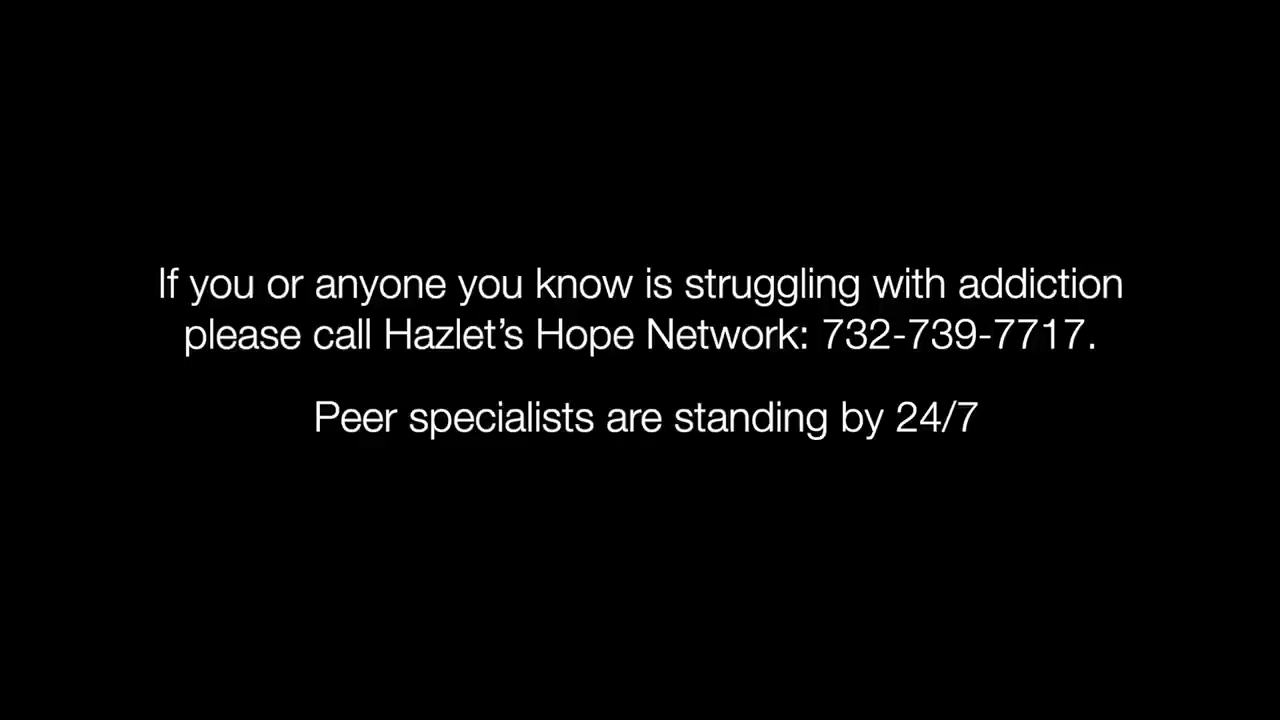 If you or anyone you know is struggling with addiction
please call Hazlet’s Hope Network: 732-739-7717.
Peer specialists are standing by 24/7